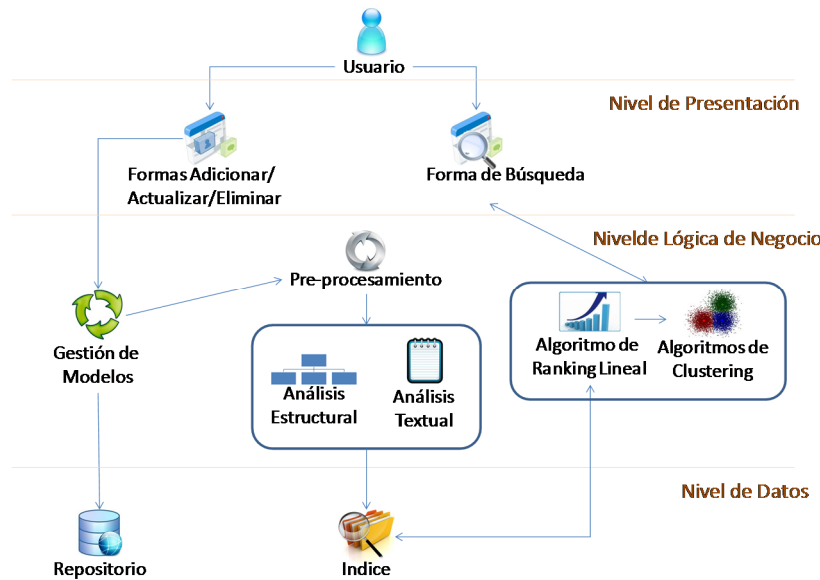 Usuario
Nivel de Presentación
Formas Adicionar/
Actualizar/Eliminar
Forma de Búsqueda
Nivelde Lógica de Negocio
Pre-procesamiento
Gestión de
Modelos
Análisis
Estructural
Análisis
Textual
Algoritmo de
Ranking Lineal
Algoritmos de
Clustering
Nivel de Datos
Repositorio
Indice